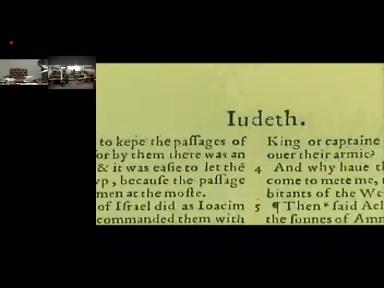 Iudeth.
to kepe the paſſages of
for by them there was an
& it was eaſie to let thē
vp, becauſe the paſſage
men at the moſte.
of Iſrael did as Ioacim
commanded them with
King or captaine
ouer their armie?
4 And why haue t
come to mete me,
bitants of the We
5 ¶ Then* ſaid Ach
the ſonnes of Amm